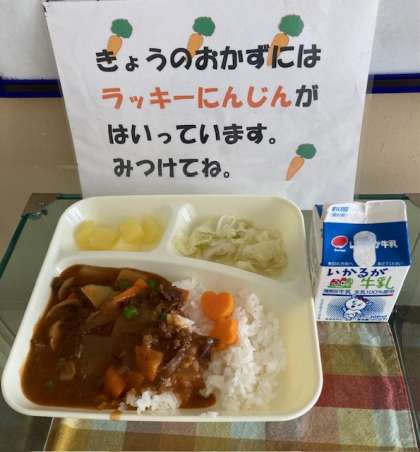 きょうのおかずには
ラッキーにんじんが
はいっています。
みつけてね。
いかるが
牛乳